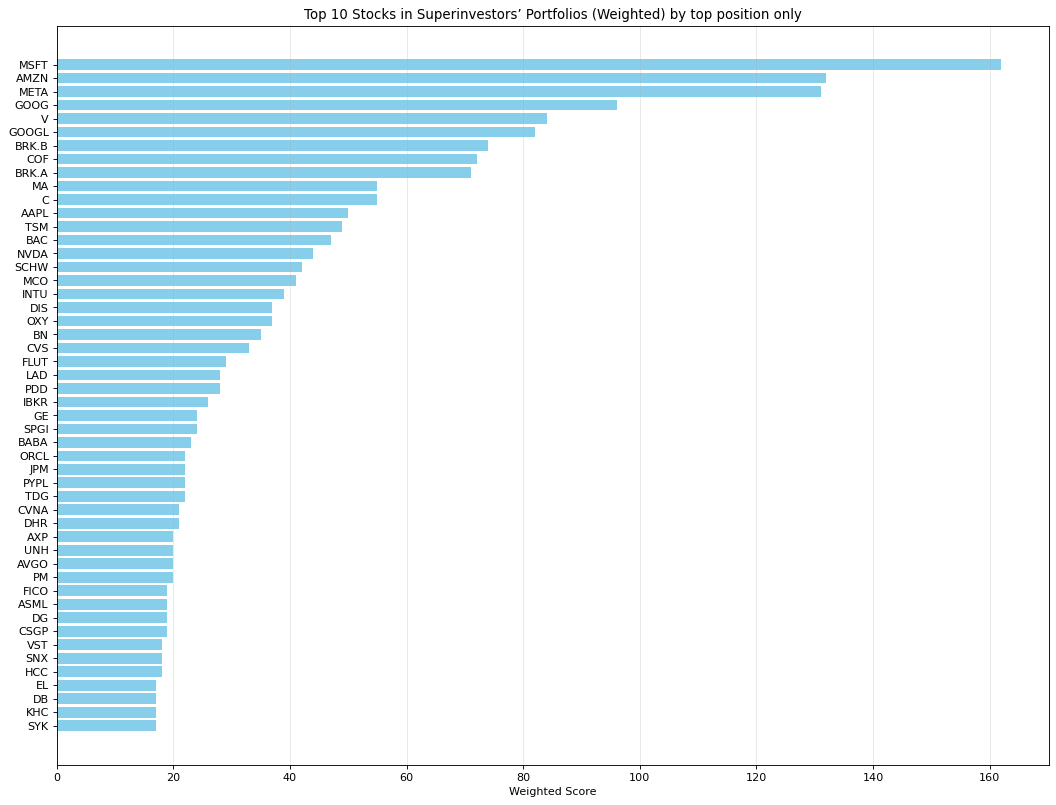 Top 10 Stocks in Superinvestors’ Portfolios (Weighted) by top position only
MSFT
AMZN
META
GOOG
V
GOOGL
BRK.B
COF
BRK.A
MA
C
AAPL
TSM
BAC
NVDA
SCHW
MCO
INTU
DIS
OXY
BN
CVS
FLUT
LAD
PDD
IBKR
GE
SPGI
BABA
ORCL
JPM
PYPL
TDG
CVNA
DHR
AXP
UNH
AVGO
PM
FICO
ASML
DG
CSGP
VST
SNX
HCC
EL
DB
KHC
SYK
0 20 40 60 80 100 120 140 160
Weighted Score